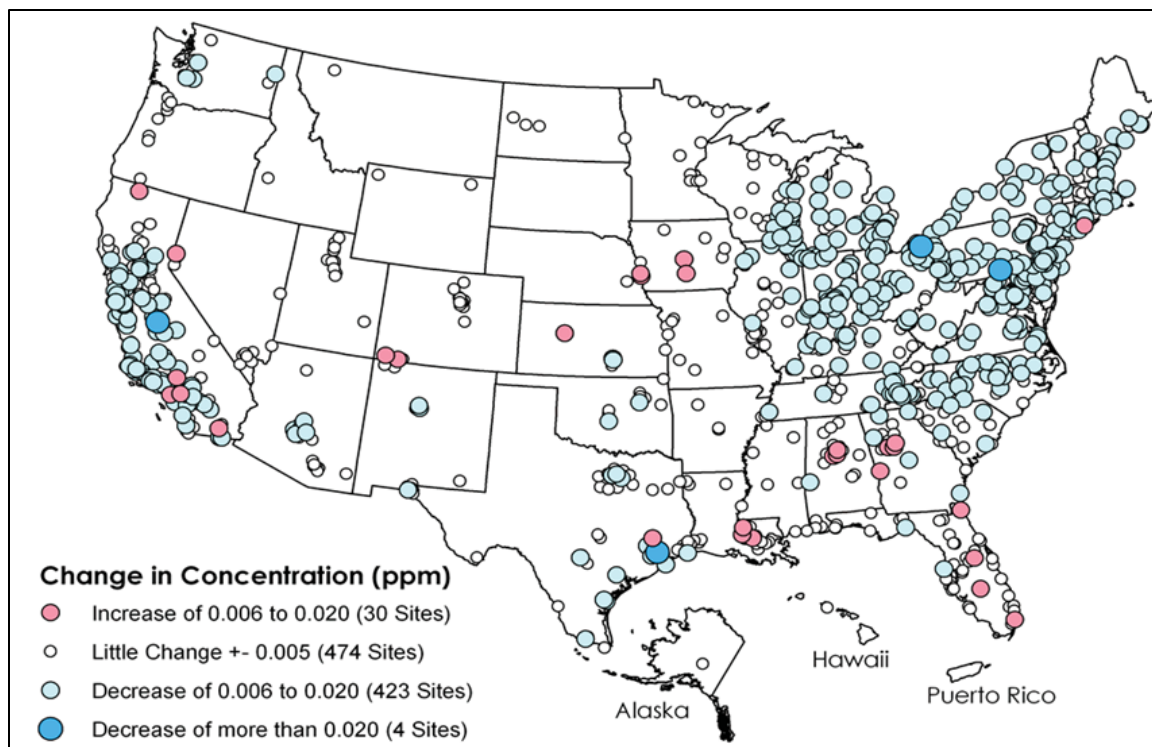 Change in Concentration (ppm)
Increase of 0.006 to 0.020 (30 Sites)
Little Change +- 0.005 (474 Sites)
Decrease of 0.006 to 0.020 (423 Sites)
Decrease of more than 0.020 (4 Sites)
Alaska
Hawaii
Puerto Rico